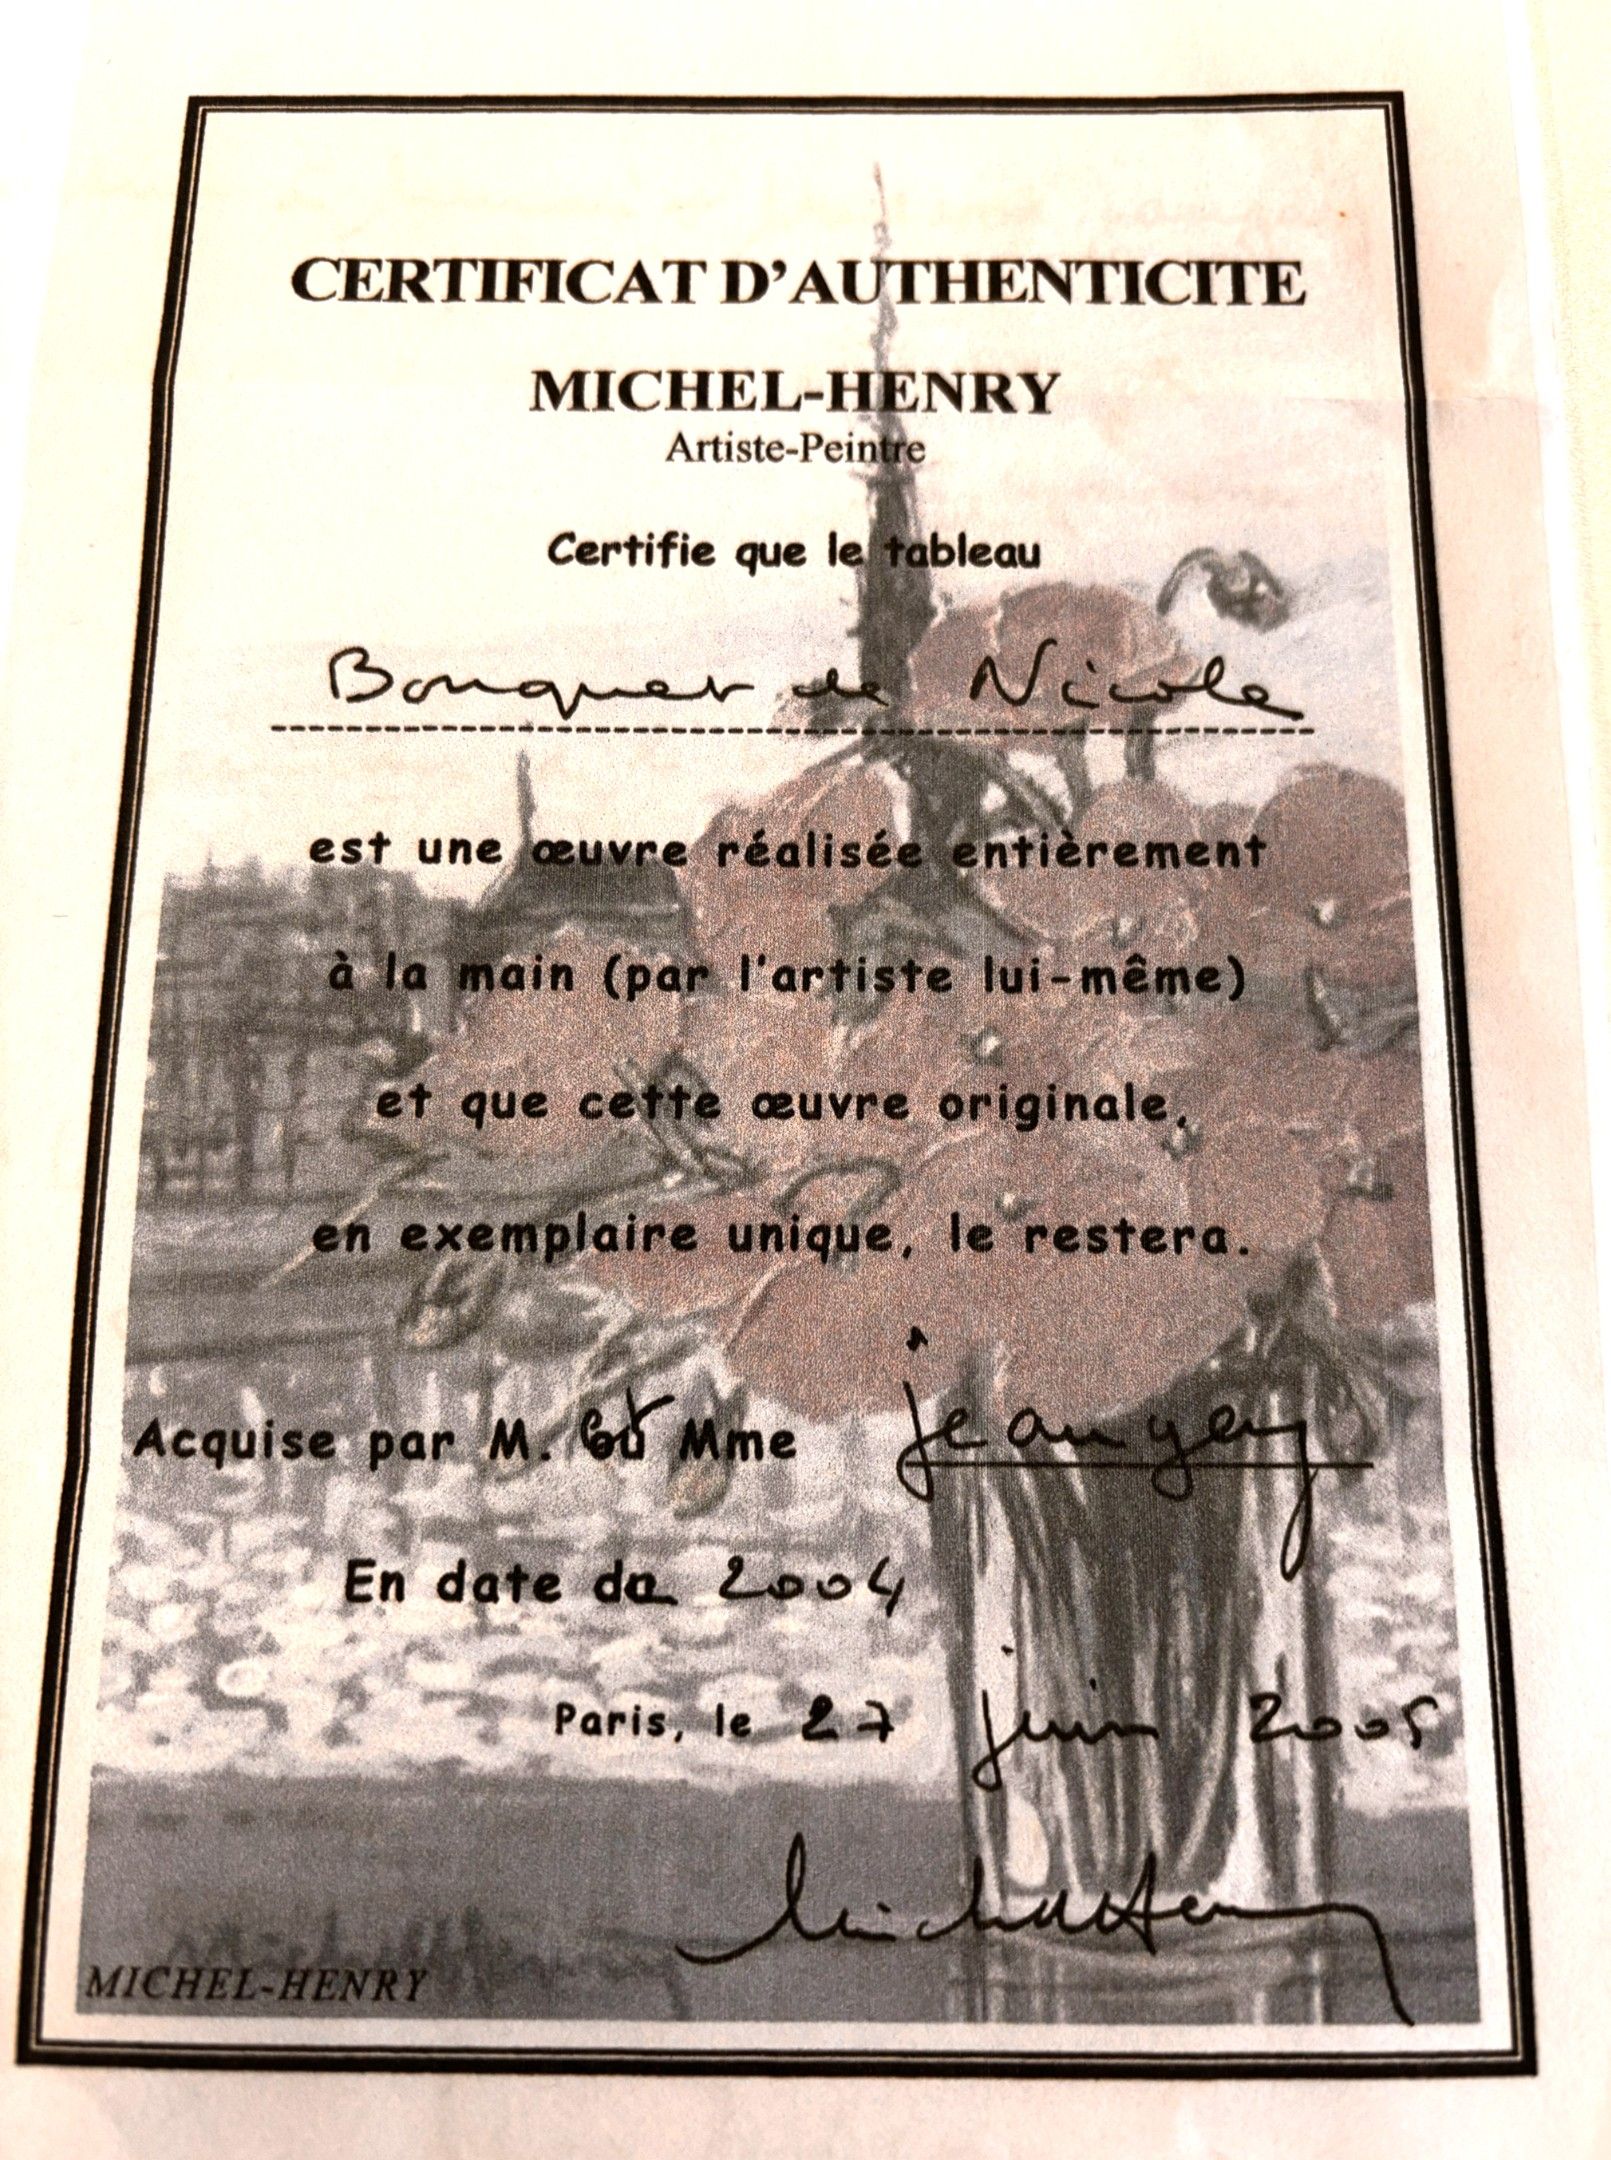 CERTIFICAT D'AUTHENTICITE
MICHEL-HENRY
Artiste-Peintre
Certifie que le tableau
Bouquet de Nicole
est une œuvre réalisée entièrement
à la main (par l'artiste lui-même)
et que cette œuvre originale,
en exemplaire unique, le restera.
Acquise par M. Mme
En date de 2004
Paris, le 27 juin 2005
Michel-Henry
MICHEL-HENRY